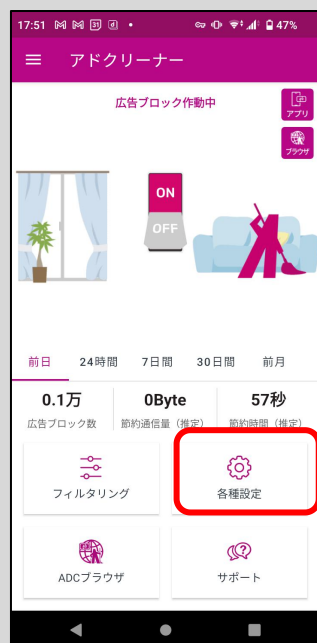 17:51 31 d 47%
アドクリーナー
広告ブロック作動中
アプリ
ブラウザ
ON
OFF
前日 24時間 7日間 30日間 前月
0.1万 0Byte 57秒
広告ブロック数 節約通信量（推定） 節約時間（推定）
フィルタリング 各種設定
ADCブラウザ サポート